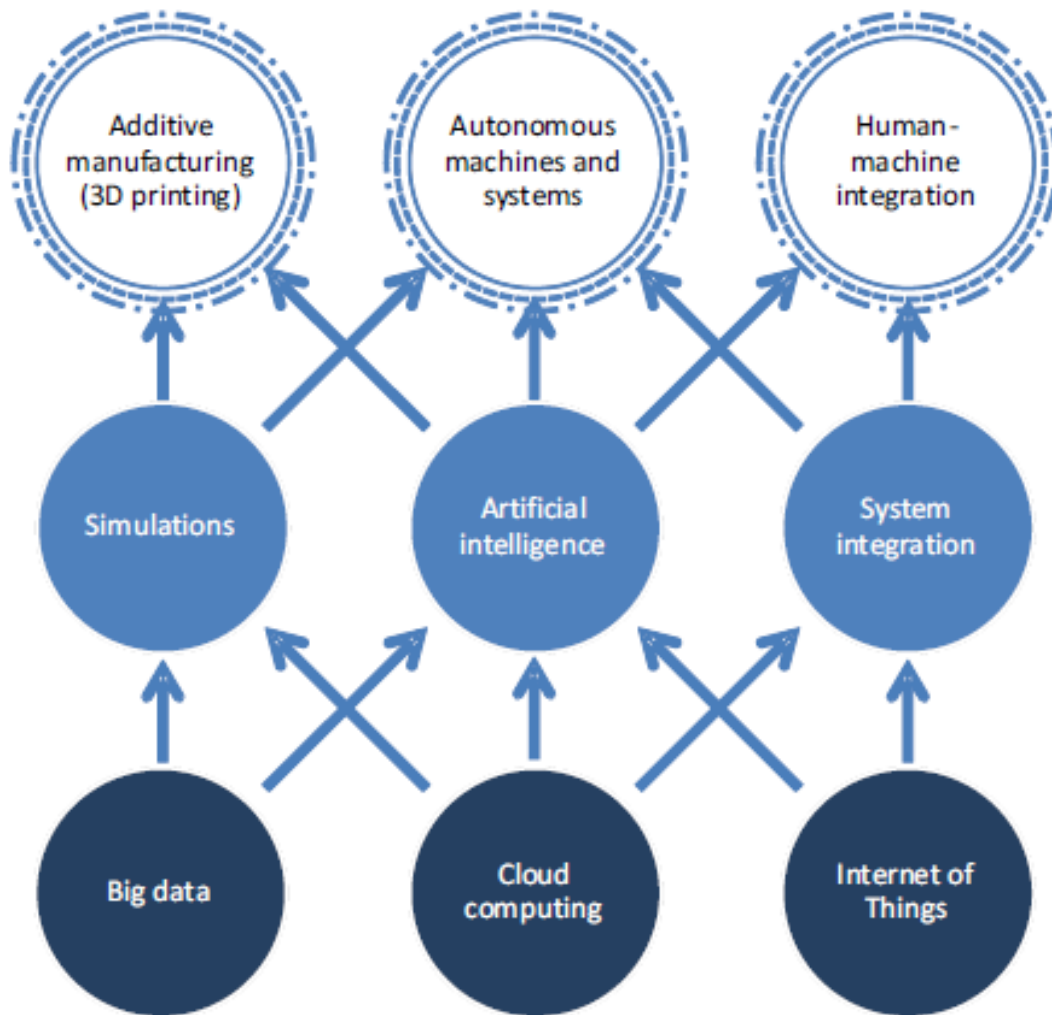 Additive
manufacturing
(3D printing)
Autonomous
machines and
systems
Human-
machine
integration
Simulations
Artificial
intelligence
System
integration
Big data
Cloud
computing
Internet of
Things